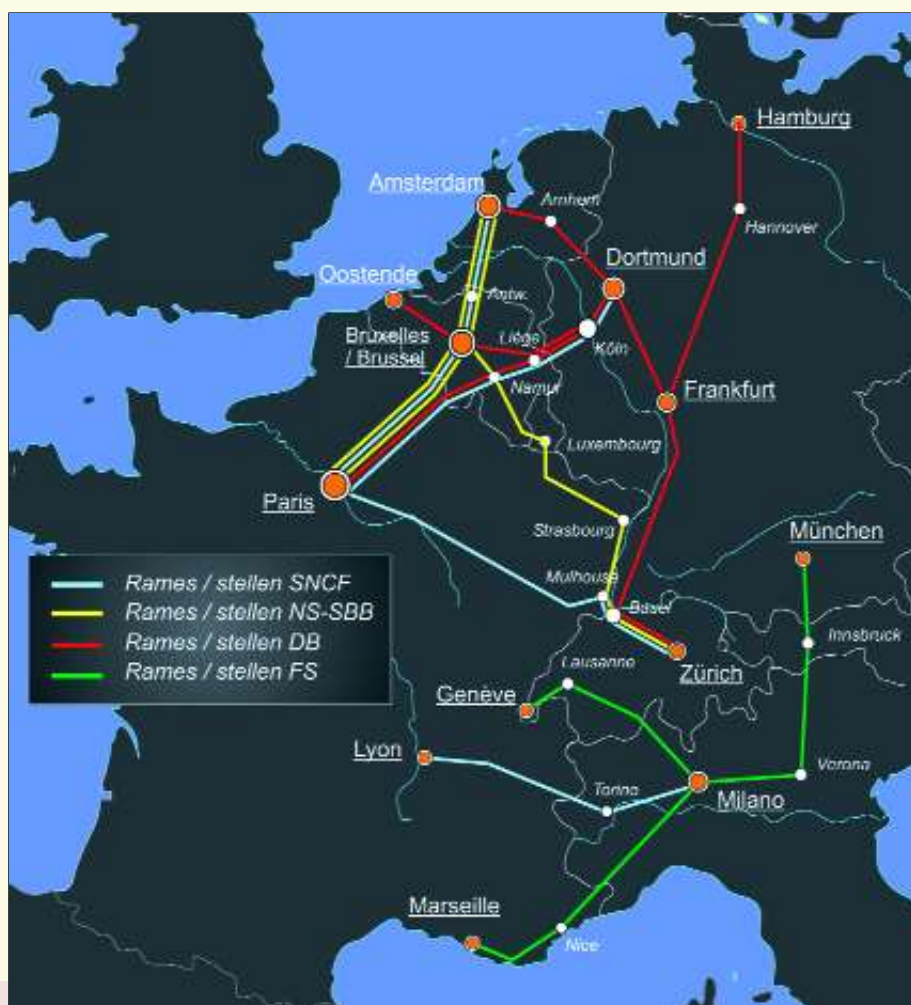 Hamburg
Amsterdam
Arnhem
Hannover
Dortmund
Oostende
Antw.
Bruxelles
/ Brussel
Liège
Köln
Namur
Frankfurt
Luxembourg
Paris
Strasbourg
München
Mulhouse
Basel
Rames / stellen SNCF
Rames / stellen NS-SBB
Rames / stellen DB
Rames / stellen FS
Innsbruck
Lausanne
Zürich
Genève
Lyon
Verona
Torino
Milano
Marseille
Nice